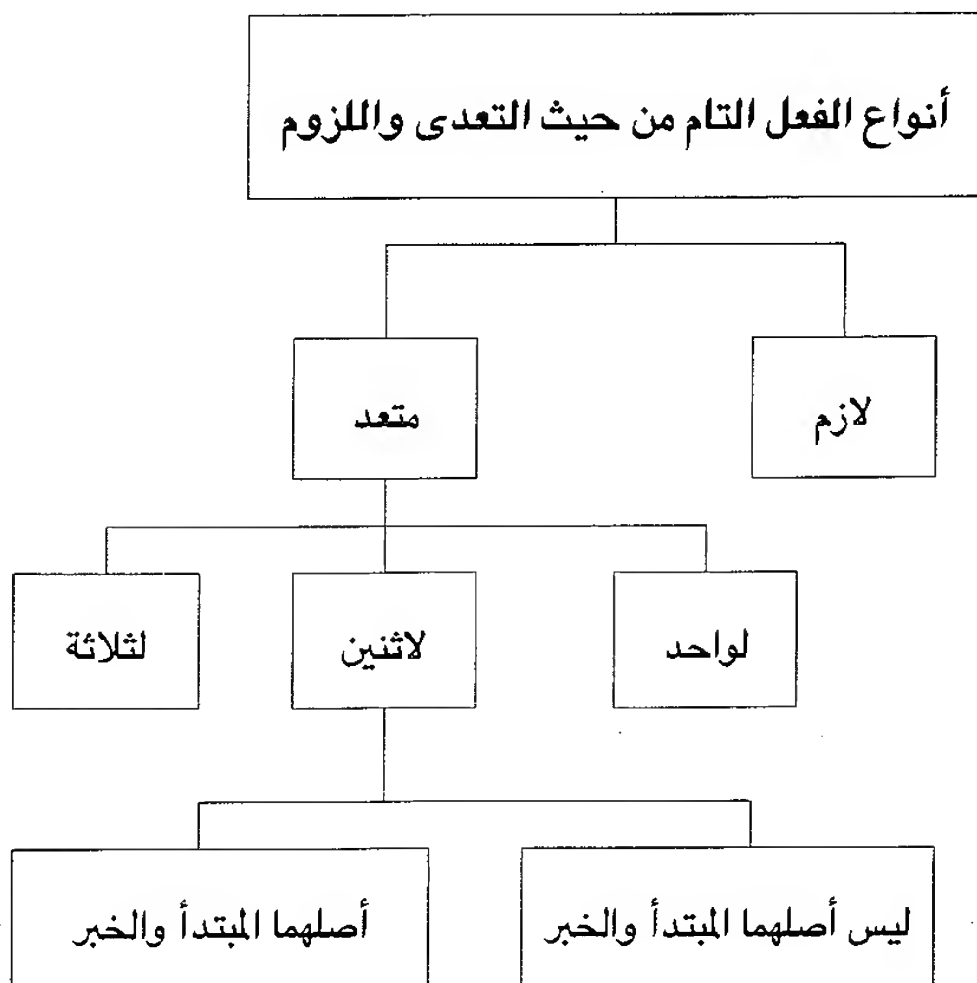 أنواع الفعل التام من حيث التعدى واللزوم
لازم
متعد
لواحد
لاثنين
لثلاثة
ليس أصلهما المبتدأ والخبر
أصلهما المبتدأ والخبر